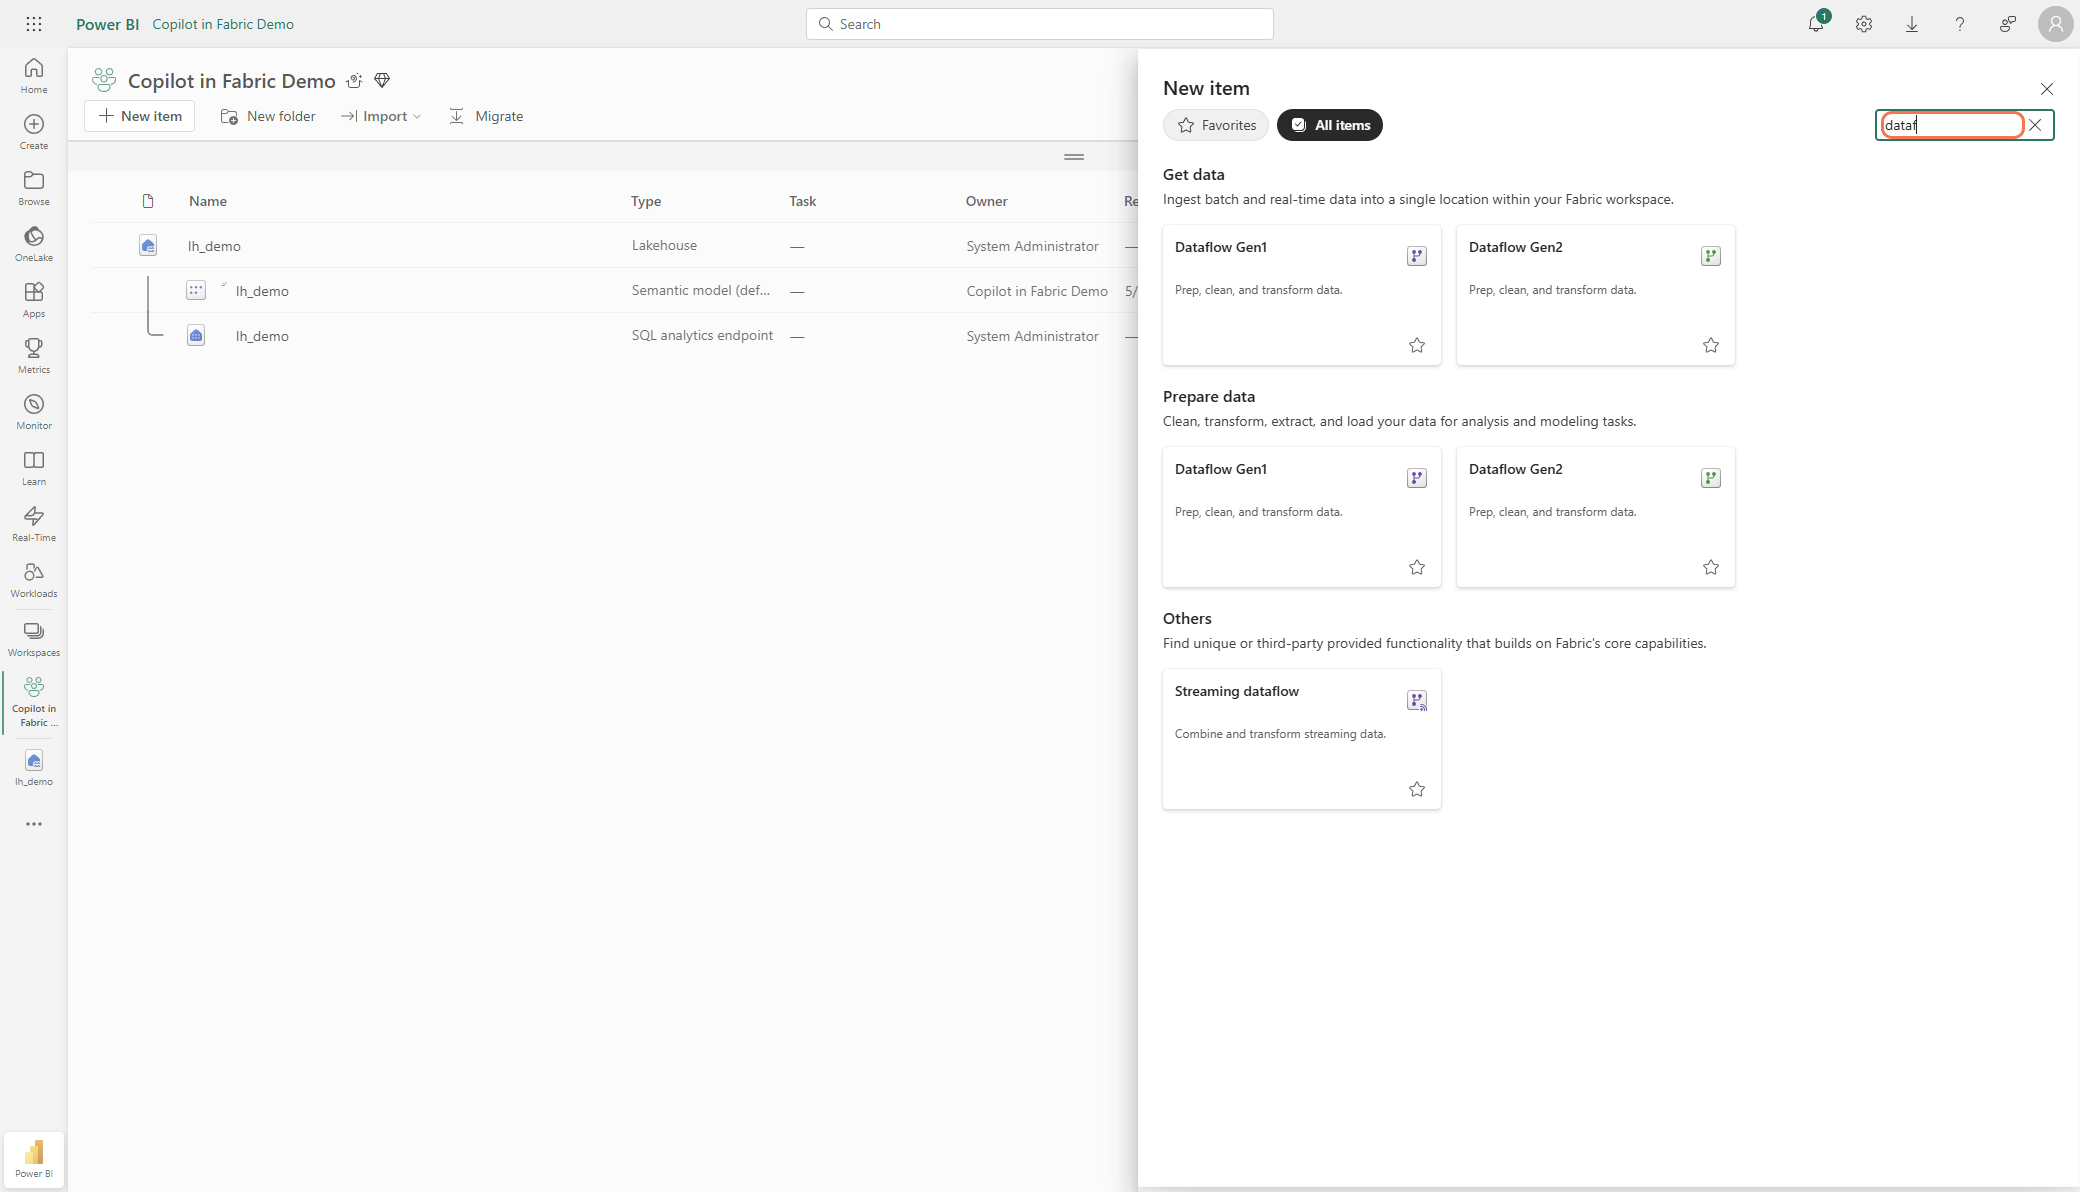 Power BI Copilot in Fabric Demo
Search
1
Home
Create
Browse
OneLake
Apps
Metrics
Monitor
Learn
Real-Time
Workloads
Workspaces
Copilot in
Fabric ...
lh_demo
Power BI
Copilot in Fabric Demo
New item New folder Import Migrate
Name Type Task Owner Re
lh_demo Lakehouse — System Administrator —
lh_demo Semantic model (def... — Copilot in Fabric Demo 5/
lh_demo SQL analytics endpoint — System Administrator —
New item
Favorites All items dataf
Get data
Ingest batch and real-time data into a single location within your Fabric workspace.
Dataflow Gen1
Prep, clean, and transform data.
Dataflow Gen2
Prep, clean, and transform data.
Prepare data
Clean, transform, extract, and load your data for analysis and modeling tasks.
Dataflow Gen1
Prep, clean, and transform data.
Dataflow Gen2
Prep, clean, and transform data.
Others
Find unique or third-party provided functionality that builds on Fabric's core capabilities.
Streaming dataflow
Combine and transform streaming data.